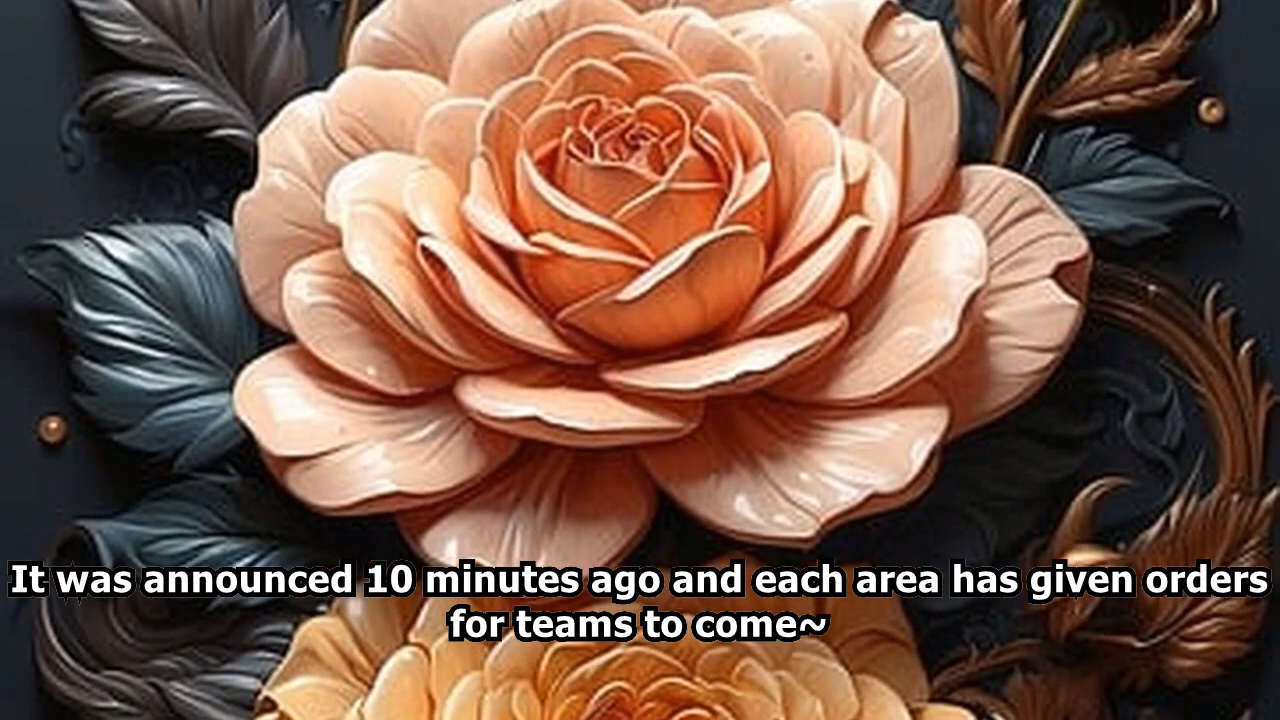 It was announced 10 minutes ago and each area has given orders
for teams to come~